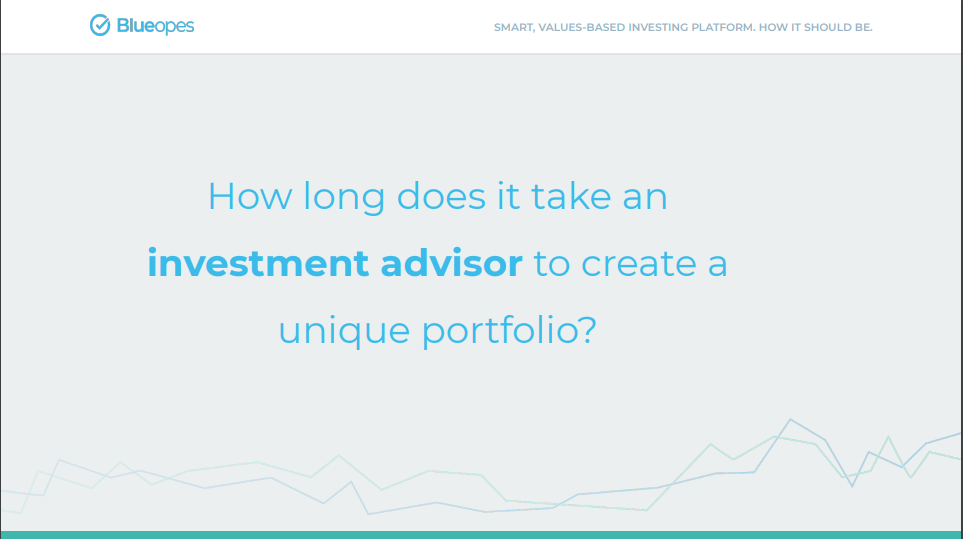 Blueopes
SMART, VALUES-BASED INVESTING PLATFORM. HOW IT SHOULD BE.
How long does it take an
investment advisor to create a
unique portfolio?